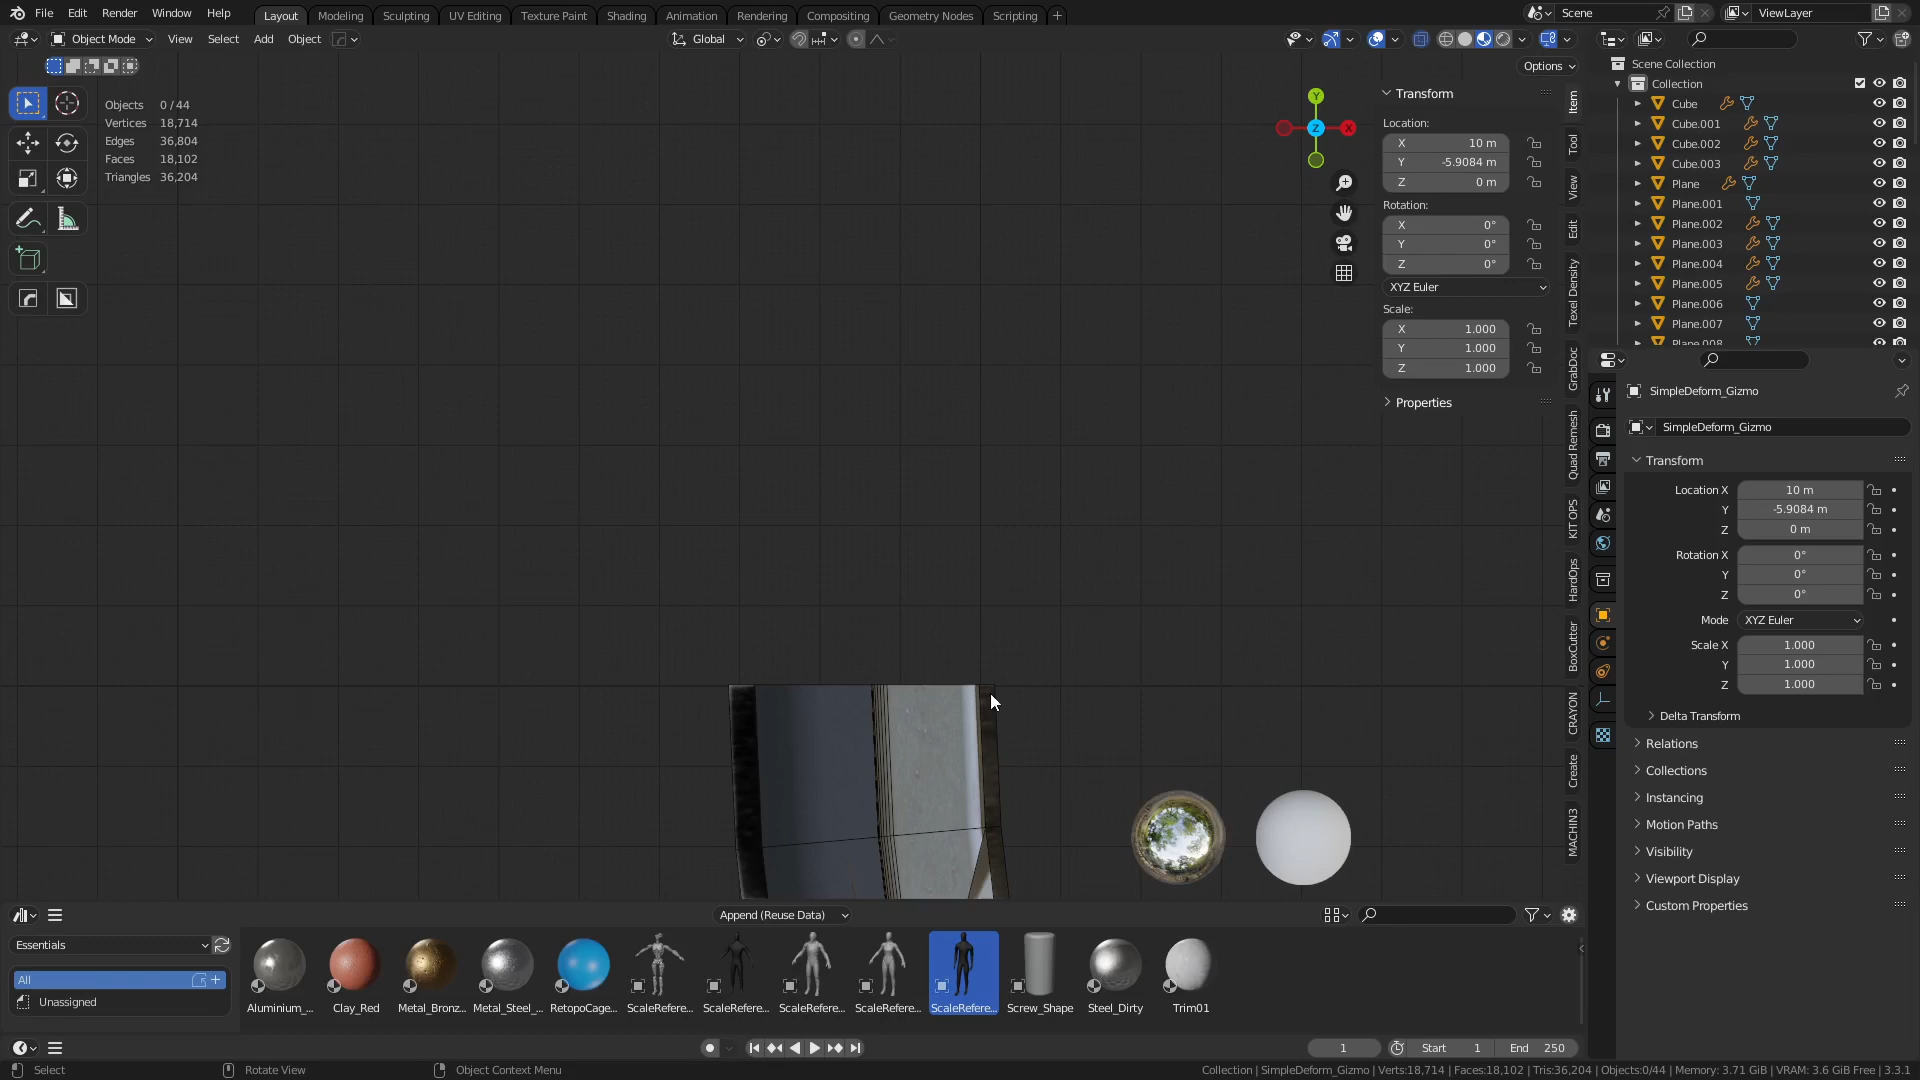 File Edit Render Window Help Layout Modeling Sculpting UV Editing Texture Paint Shading Animation Rendering Compositing Geometry Nodes Scripting + Scene ViewLayer
Object Mode View Select Add Object Global
Options
Objects 0 / 44
Vertices 18,714
Edges 36,804
Faces 18,102
Triangles 36,204
Y
Z
X
Transform
Location:
X 10 m
Y -5.9084 m
Z 0 m
Rotation:
X 0°
Y 0°
Z 0°
XYZ Euler
Scale:
X 1.000
Y 1.000
Z 1.000
Properties
Item
Tool
View
Edit
Texel Density
GrabDoc
Quad Remesh
KIT OPS
HardOps
BoxCutter
CRAYON
Create
MACHIN3
Scene Collection
Collection
Cube
Cube.001
Cube.002
Cube.003
Plane
Plane.001
Plane.002
Plane.003
Plane.004
Plane.005
Plane.006
Plane.007
Plane.008
SimpleDeform_Gizmo
SimpleDeform_Gizmo
Transform
Location X 10 m
Y -5.9084 m
Z 0 m
Rotation X 0°
Y 0°
Z 0°
Mode XYZ Euler
Scale X 1.000
Y 1.000
Z 1.000
Delta Transform
Relations
Collections
Instancing
Motion Paths
Visibility
Viewport Display
Custom Properties
Append (Reuse Data)
Essentials
All
Unassigned
Aluminium_... Clay_Red Metal_Bronz... Metal_Steel_... RetopoCage... ScaleRefere... ScaleRefere... ScaleRefere... ScaleRefere... ScaleRefere... Screw_Shape Steel_Dirty Trim01
1 Start 1 End 250
Select Rotate View Object Context Menu Collection | SimpleDeform_Gizmo | Verts:18,714 | Faces:18,102 | Tris:36,204 | Objects:0/44 | Memory: 3.71 GiB | VRAM: 3.6 GiB Free | 3.3.1